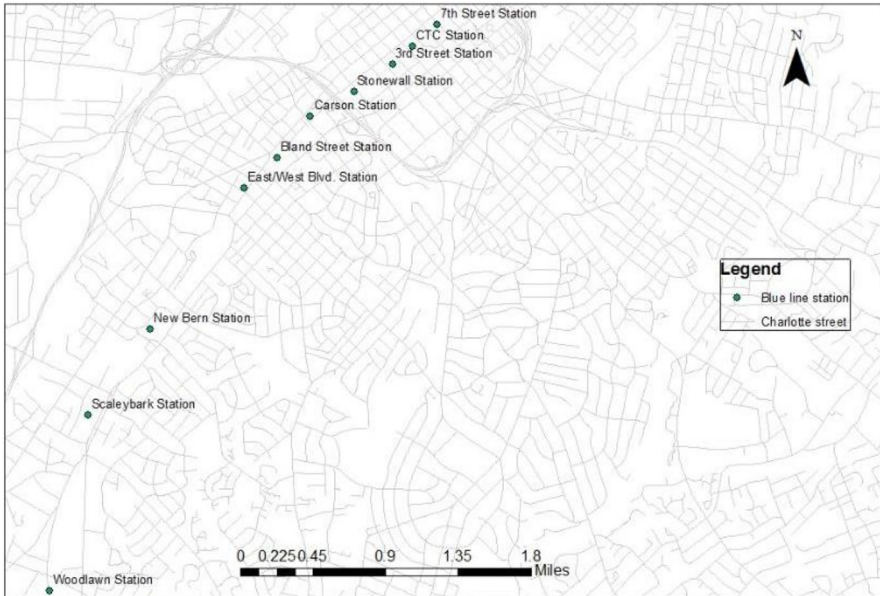 7th Street Station
CTC Station
N
3rd Street Station
Stonewall Station
Carson Station
Bland Street Station
East/West Blvd. Station
Legend
Blue line station
Charlotte street
New Bern Station
Scaleybark Station
0 0.2250.45 0.9 1.35 1.8
Miles
Woodlawn Station